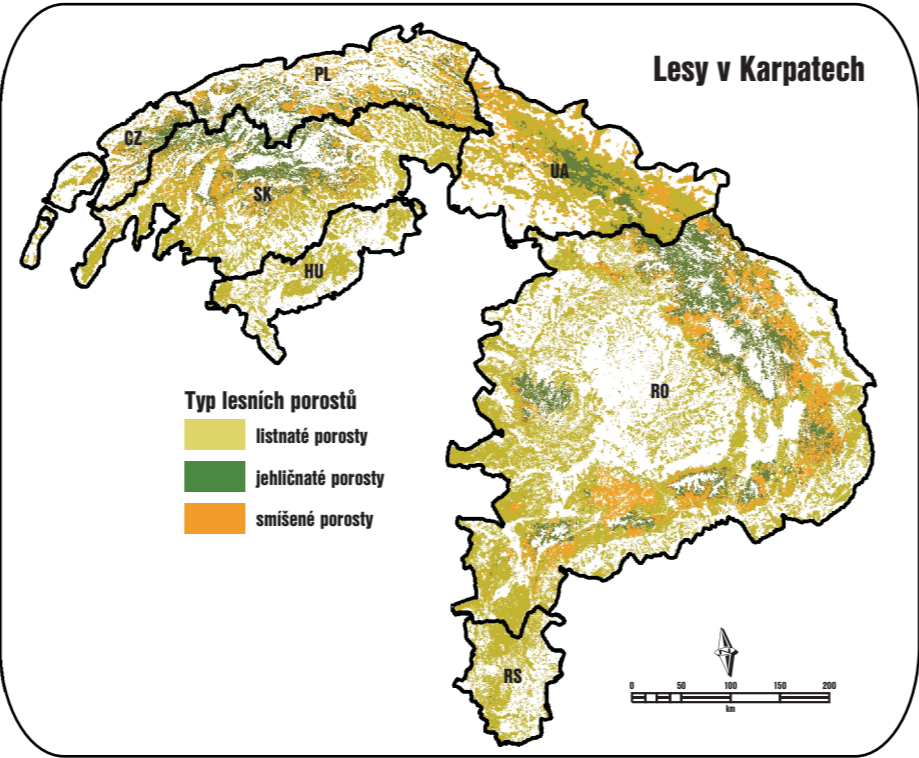 Lesy v Karpatech
PL
CZ
UA
SK
HU
RO
Typ lesních porostů
listnaté porosty
jehličnaté porosty
smíšené porosty
RS
0 50 100 150 200
km